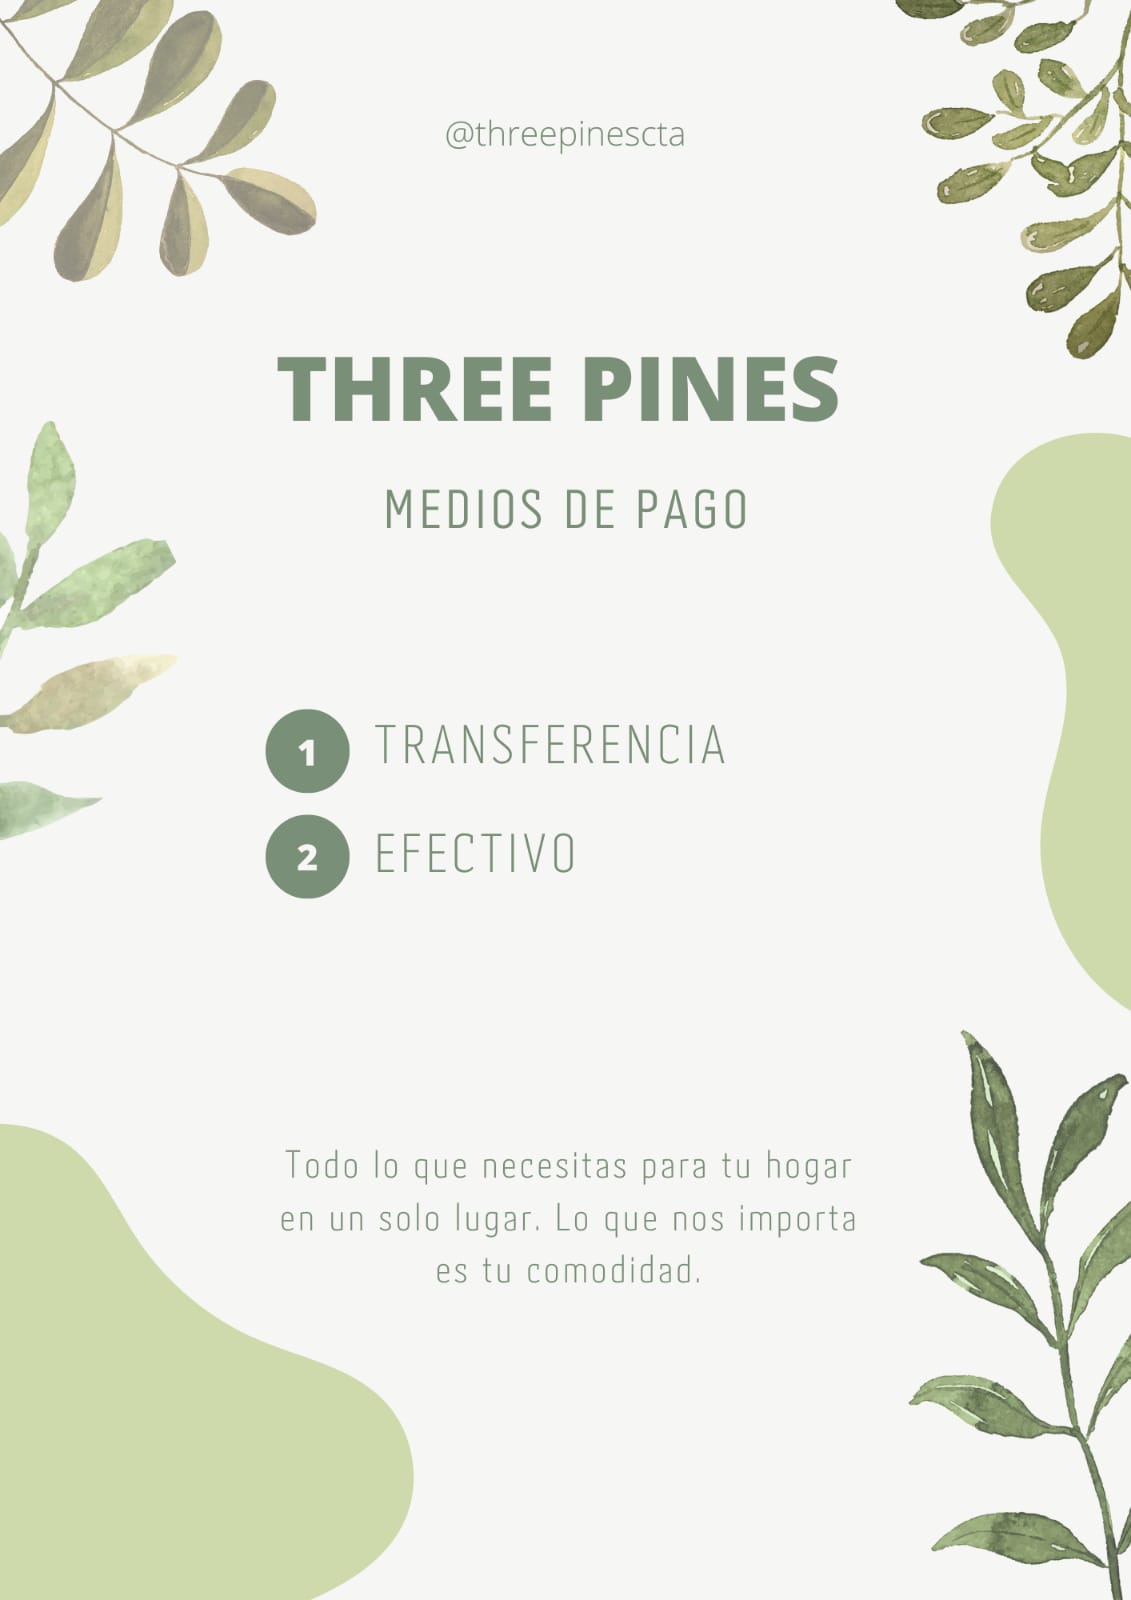 @threepinescta
THREE PINES
MEDIOS DE PAGO
1 TRANSFERENCIA
2 EFECTIVO
Todo lo que necesitas para tu hogar
en un solo lugar. Lo que nos importa
es tu comodidad.